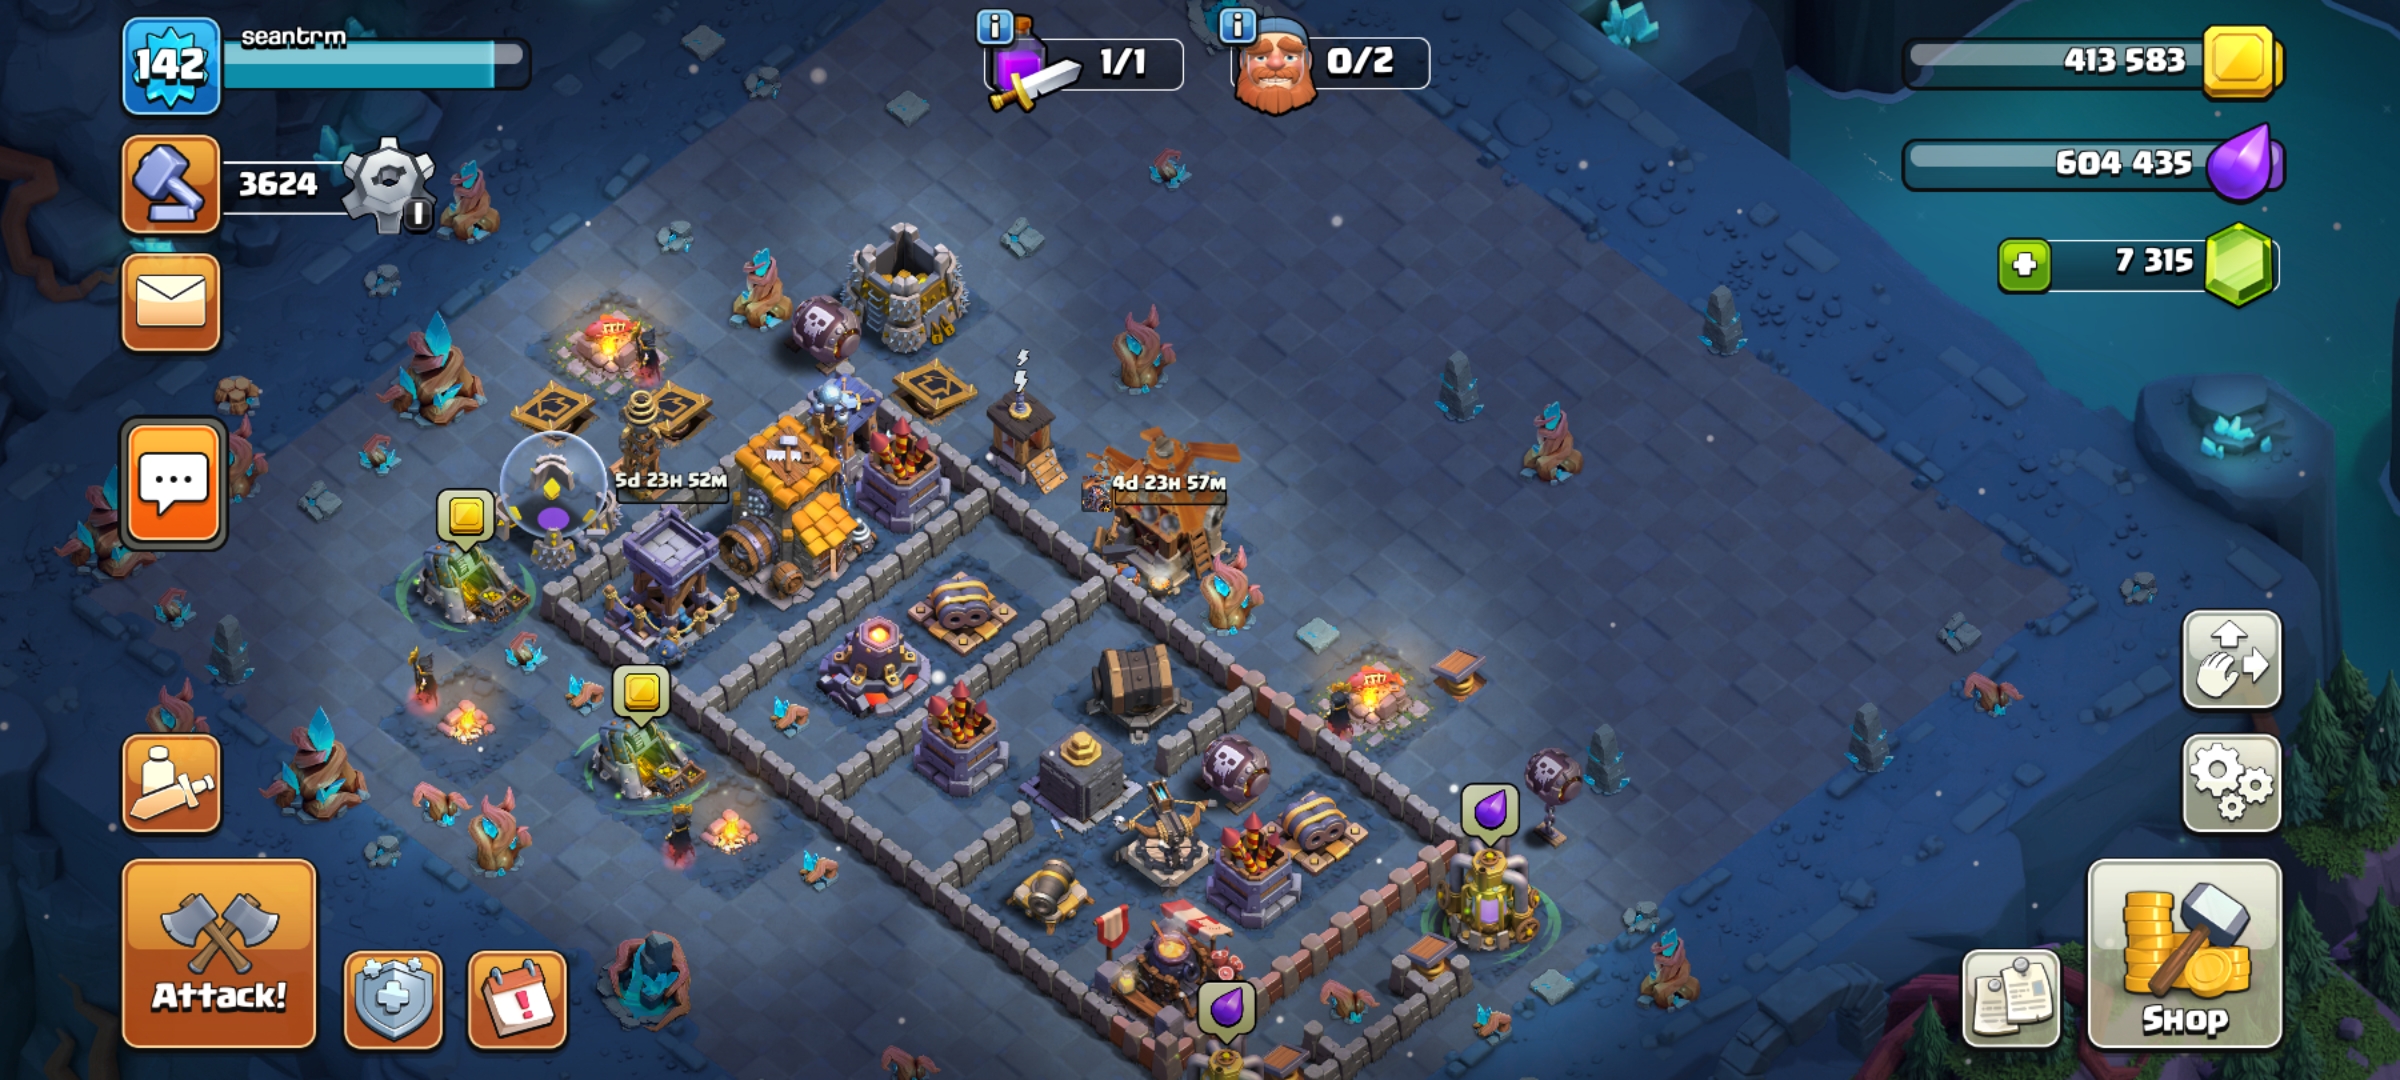 142
seantrm
1/1
0/2
413 583
3624
I
604 435
7 315
5d 23H 52M
4d 23H 57M
Attack!
Shop